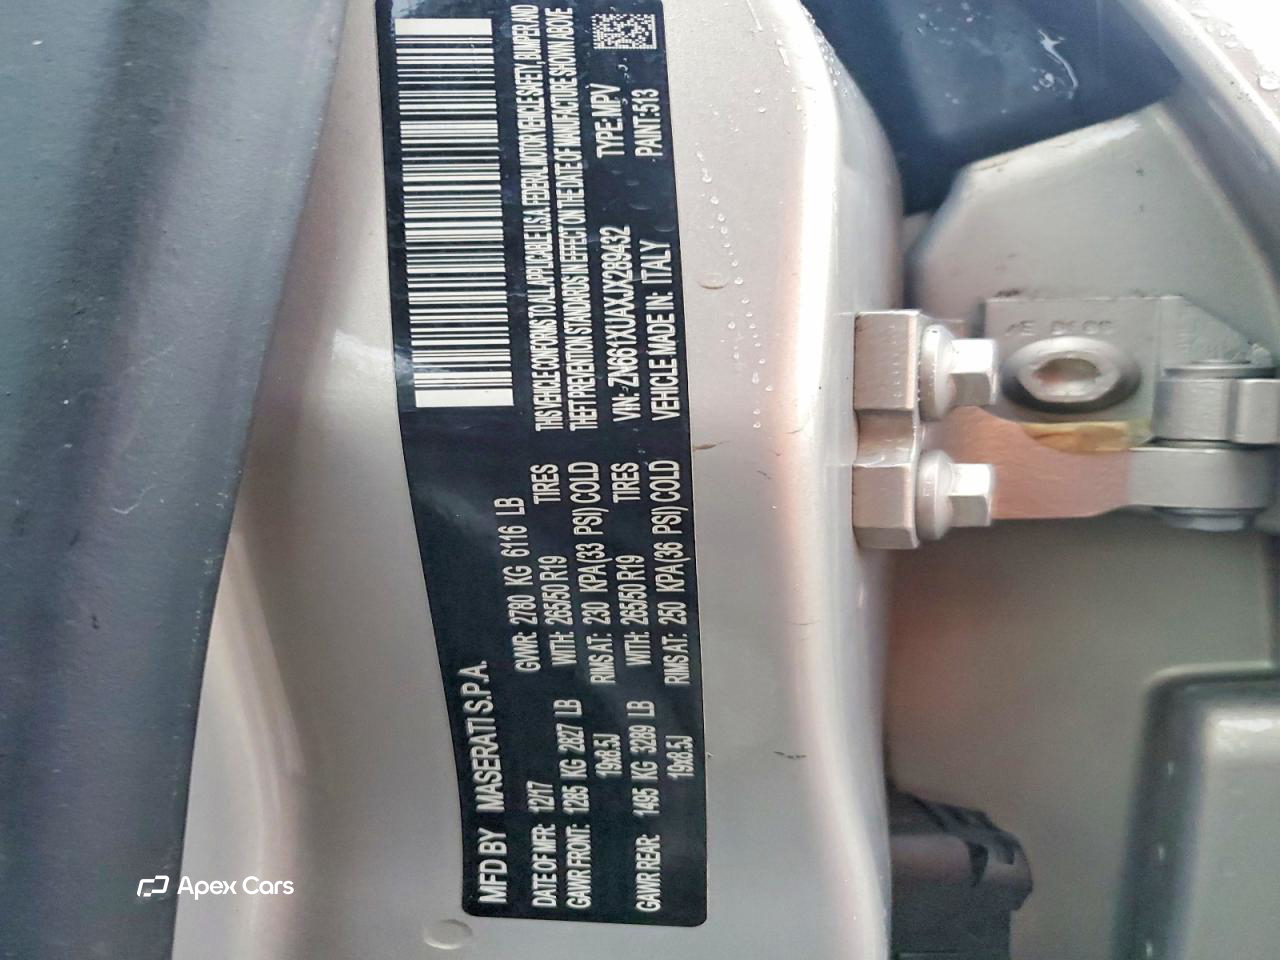 MFD BY MASERATI S.P.A.
DATE OF MFR: 12/17 GVWR: 2780 KG 6116 LB
GAWR FRONT: 1285 KG 2827 LB WITH: 265/50 R19 TIRES
19x8.5J RIMS AT: 230 KPA(33 PSI) COLD
GAWR REAR: 1495 KG 3289 LB WITH: 265/50 R19 TIRES
19x8.5J RIMS AT: 250 KPA(36 PSI) COLD
THIS VEHICLE CONFORMS TO ALL APPLICABLE U.S.A. FEDERAL MOTOR VEHICLE SAFETY, BUMPER AND
THEFT PREVENTION STANDARDS IN EFFECT ON THE DATE OF MANUFACTURE SHOWN ABOVE
VIN: ZN661XUAXJX289432 TYPE: MPV
VEHICLE MADE IN: ITALY PAINT: 513
Apex Cars